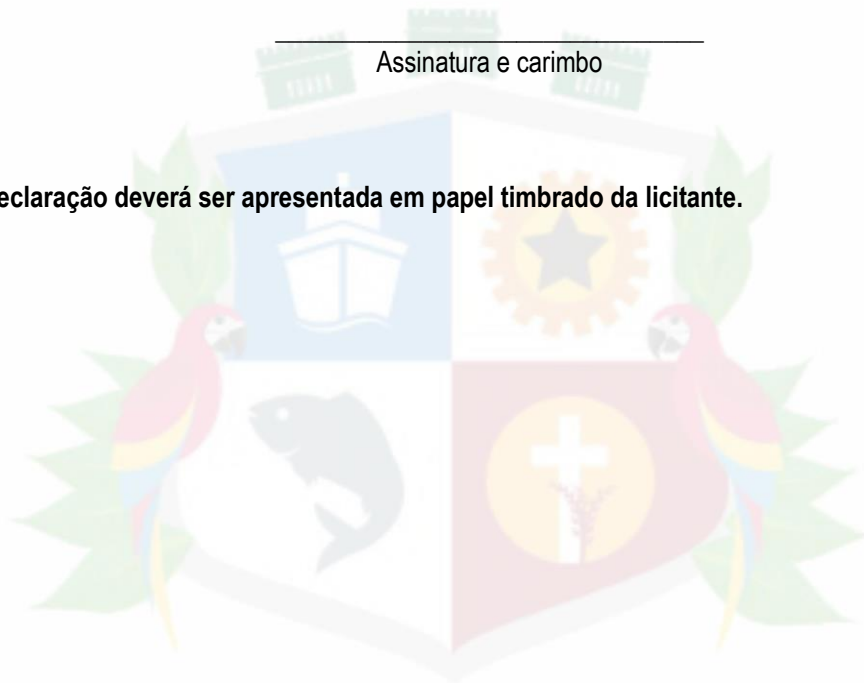 Assinatura e carimbo
eclaração deverá ser apresentada em papel timbrado da licitante.